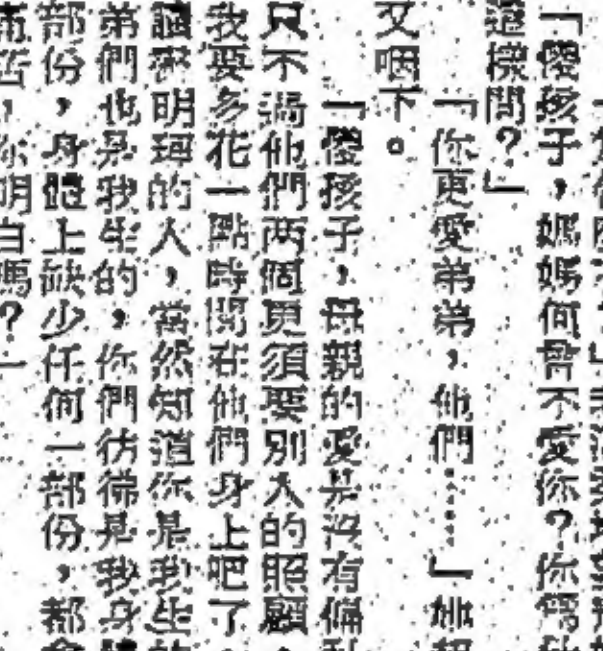 「傻孩子，媽媽何曾不愛你？你
這樣問？」
「你更愛弟弟，他們……」她
又咽下。
「傻孩子，母親的愛是沒有偏
只不過他們兩個更須要別人的照顧，
我要多花一點時間在他們身上吧了
讓 明 的人，當然知道你是我生
弟們也是我生的，你們彷彿是我身
部份，身體上缺少任何一部份，都
痛苦，你明白嗎？」